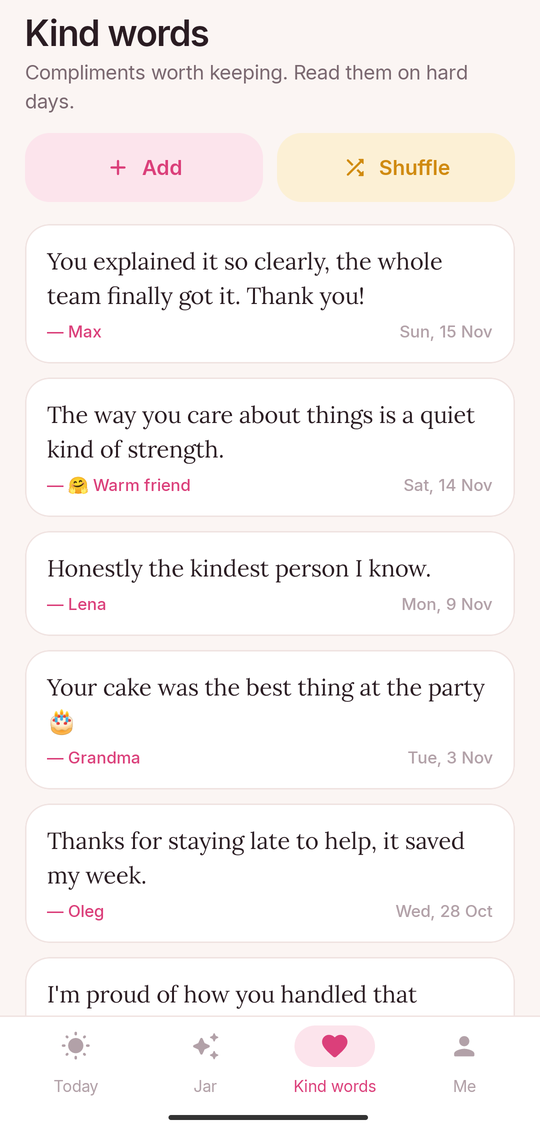 Kind words
Compliments worth keeping. Read them on hard
days.
Add
Shuffle
You explained it so clearly, the whole
team finally got it. Thank you!
— Max
Sun, 15 Nov
The way you care about things is a quiet
kind of strength.
— 🤗 Warm friend
Sat, 14 Nov
Honestly the kindest person I know.
— Lena
Mon, 9 Nov
Your cake was the best thing at the party
🎂
— Grandma
Tue, 3 Nov
Thanks for staying late to help, it saved
my week.
— Oleg
Wed, 28 Oct
I'm proud of how you handled that
Today
Jar
Kind words
Me